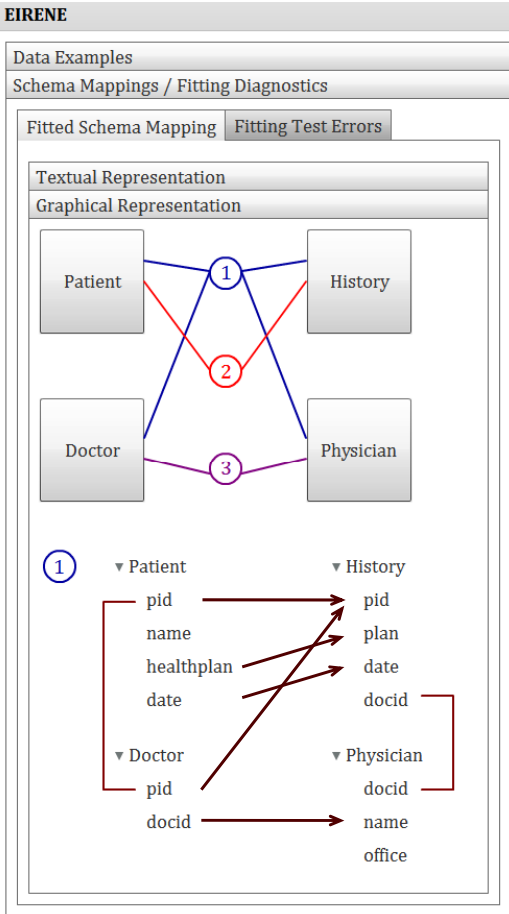 EIRENE
Data Examples
Schema Mappings / Fitting Diagnostics
Fitted Schema Mapping Fitting Test Errors
Textual Representation
Graphical Representation
Patient 1 History
2
Doctor 3 Physician
1 Patient History
pid pid
name plan
healthplan date
date docid
Doctor Physician
pid docid
docid name
office